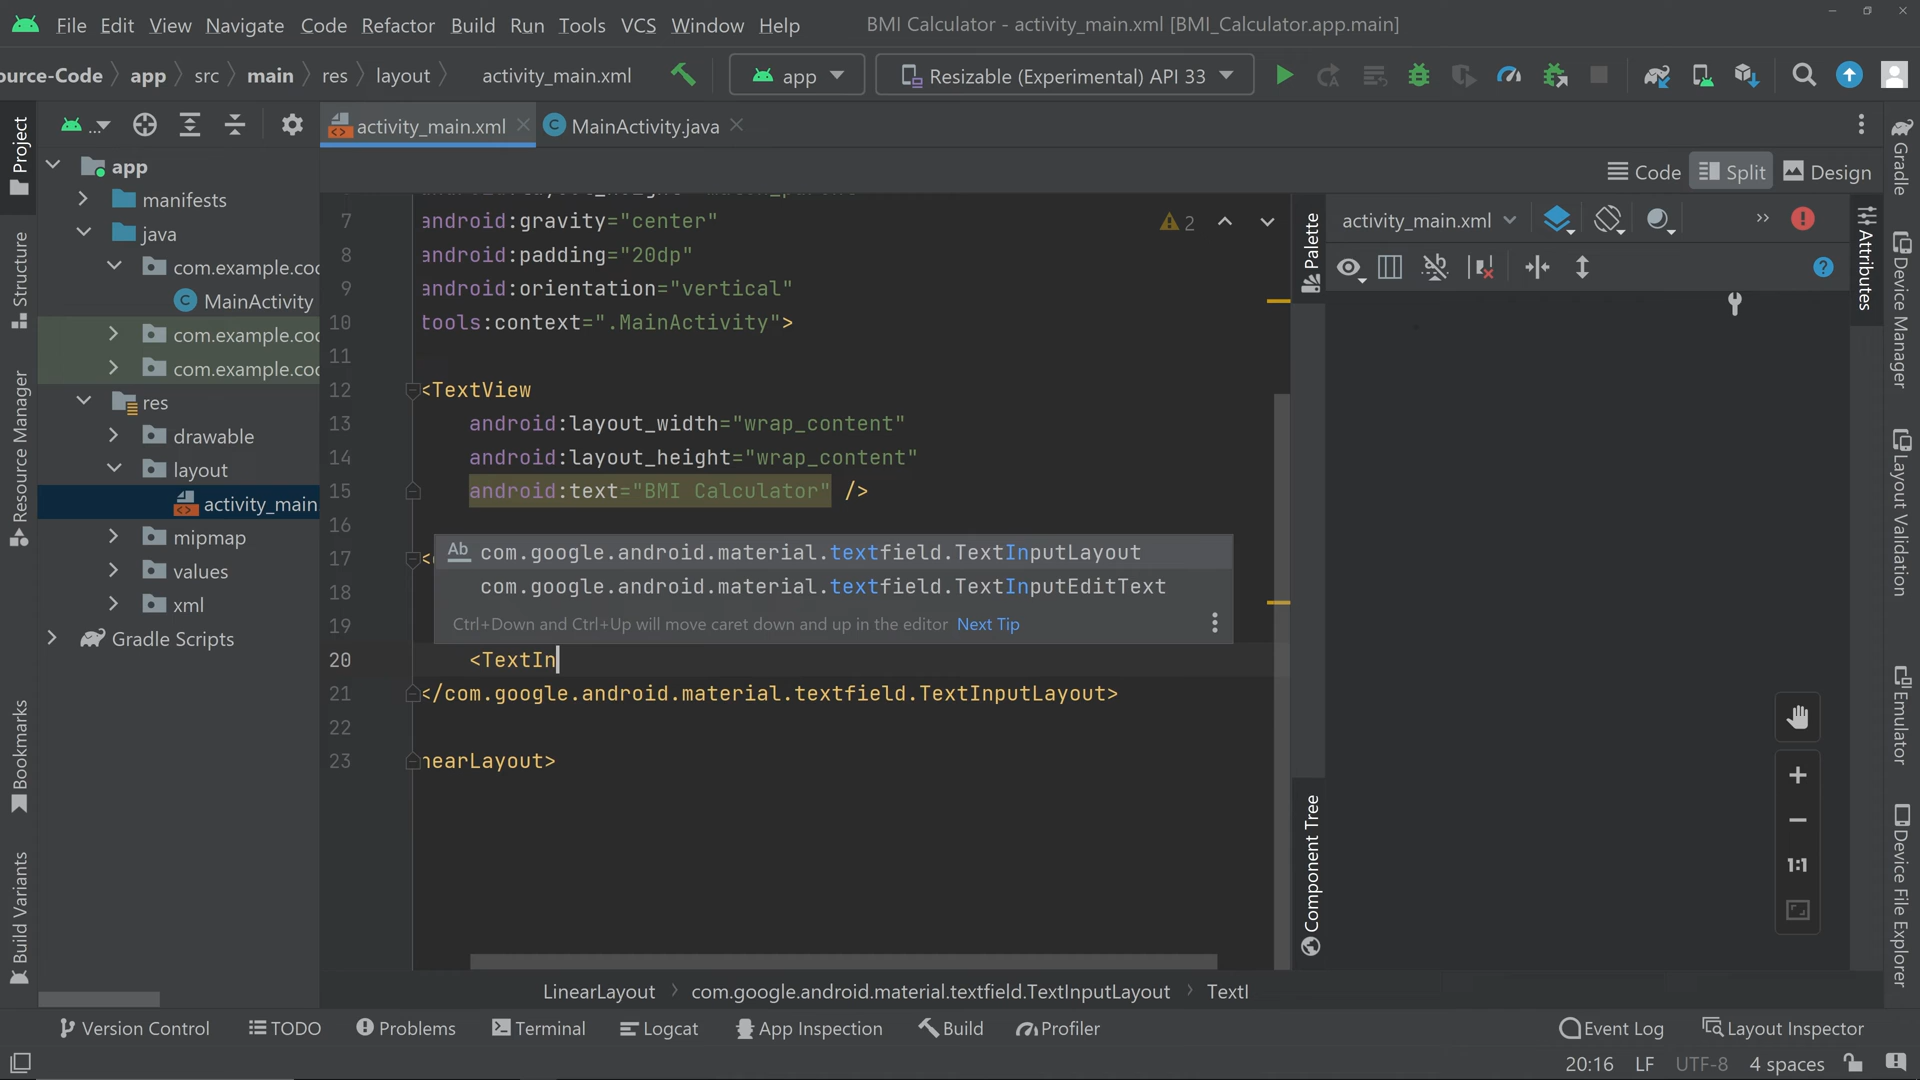 File Edit View Navigate Code Refactor Build Run Tools VCS Window Help
BMI Calculator - activity_main.xml [BMI_Calculator.app.main]
ource-Code app src main res layout activity_main.xml
app
Resizable (Experimental) API 33
...
activity_main.xml
MainActivity.java
Code Split Design
Project
Structure
Resource Manager
Bookmarks
Build Variants
app
manifests
java
com.example.coc
MainActivity
com.example.coc
com.example.coc
res
drawable
layout
activity_main
mipmap
values
xml
Gradle Scripts
7 android:gravity="center"
2
8 android:padding="20dp"
9 android:orientation="vertical"
10 tools:context=".MainActivity">
11
12 <TextView
13 android:layout_width="wrap_content"
14 android:layout_height="wrap_content"
15 android:text="BMI Calculator" />
16
17 <
18
19
Ab com.google.android.material.textfield.TextInputLayout
com.google.android.material.textfield.TextInputEditText
Ctrl+Down and Ctrl+Up will move caret down and up in the editor Next Tip
20 <TextIn
21 </com.google.android.material.textfield.TextInputLayout>
22
23 nearLayout>
Palette
Component Tree
activity_main.xml
1:1
Attributes
Gradle
Device Manager
Layout Validation
Emulator
Device File Explorer
LinearLayout com.google.android.material.textfield.TextInputLayout TextI
Version Control TODO Problems Terminal Logcat App Inspection Build Profiler
Event Log Layout Inspector
20:16 LF UTF-8 4 spaces